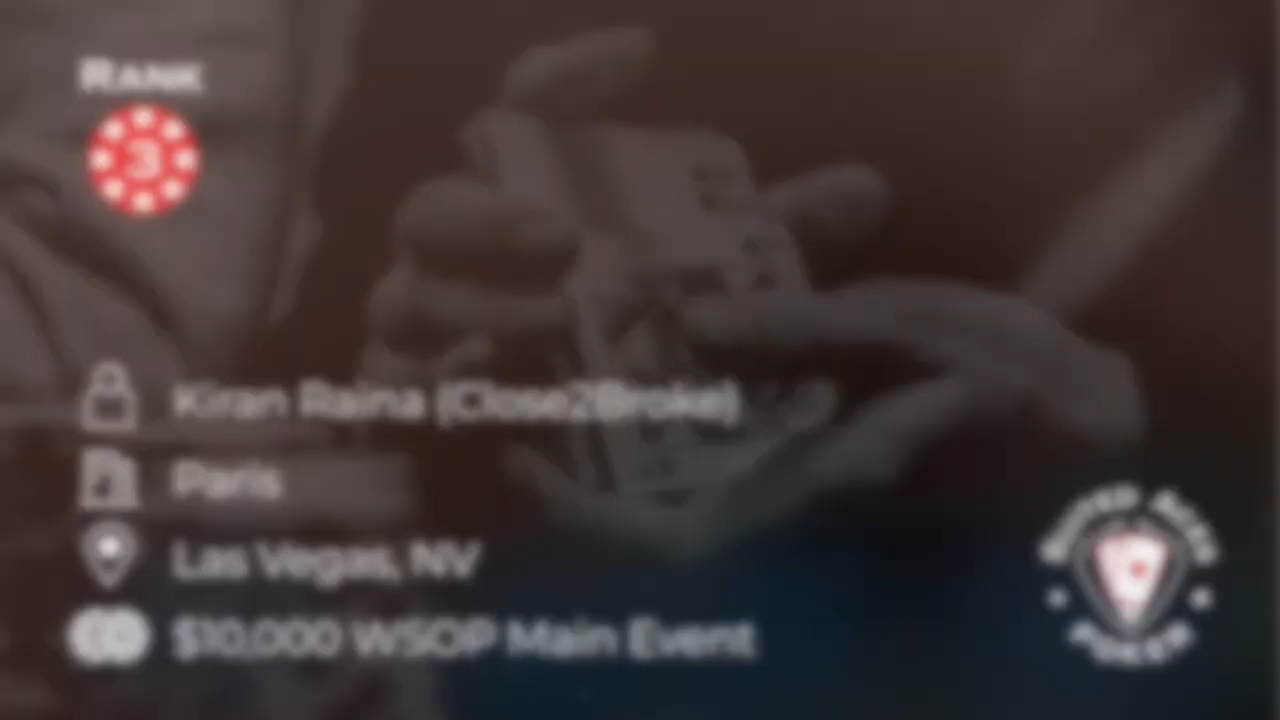 RANK
3
Kiran Raina (Close2Broke)
Paris
Las Vegas, NV
$10,000 WSOP Main Event